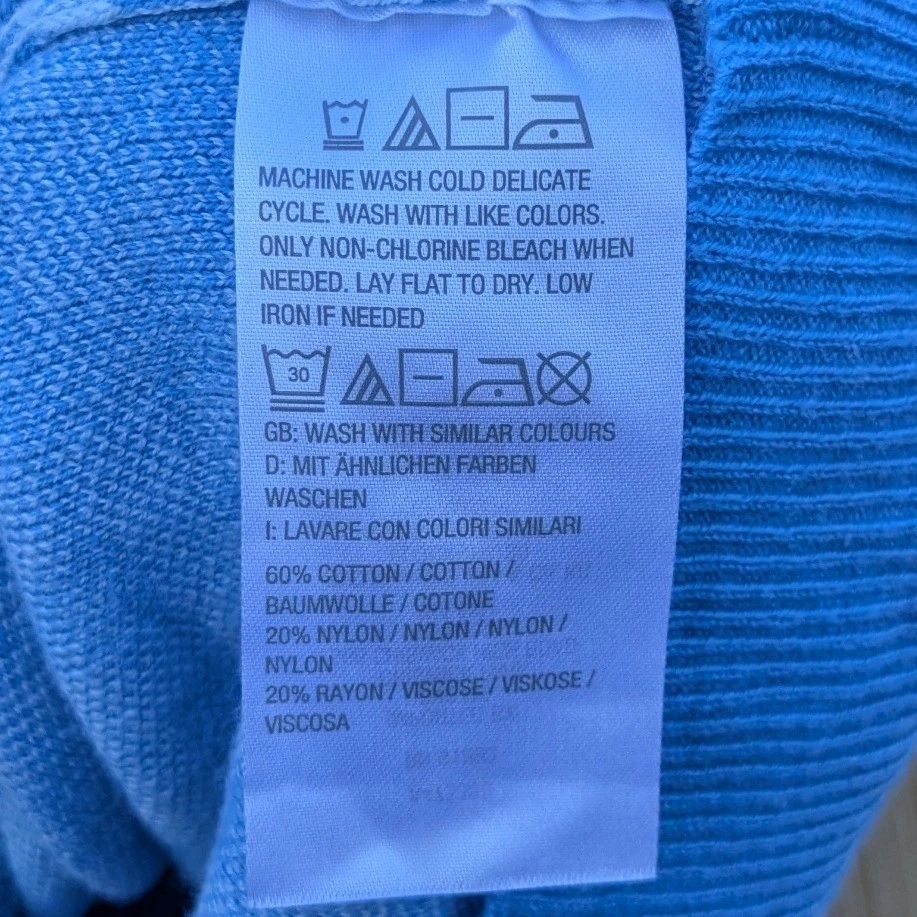 MACHINE WASH COLD DELICATE
CYCLE. WASH WITH LIKE COLORS.
ONLY NON-CHLORINE BLEACH WHEN
NEEDED. LAY FLAT TO DRY. LOW
IRON IF NEEDED
30
GB: WASH WITH SIMILAR COLOURS
D: MIT ÄHNLICHEN FARBEN
WASCHEN
I: LAVARE CON COLORI SIMILARI
60% COTTON / COTTON /
BAUMWOLLE / COTONE
20% NYLON / NYLON / NYLON /
NYLON
20% RAYON / VISCOSE / VISKOSE /
VISCOSA